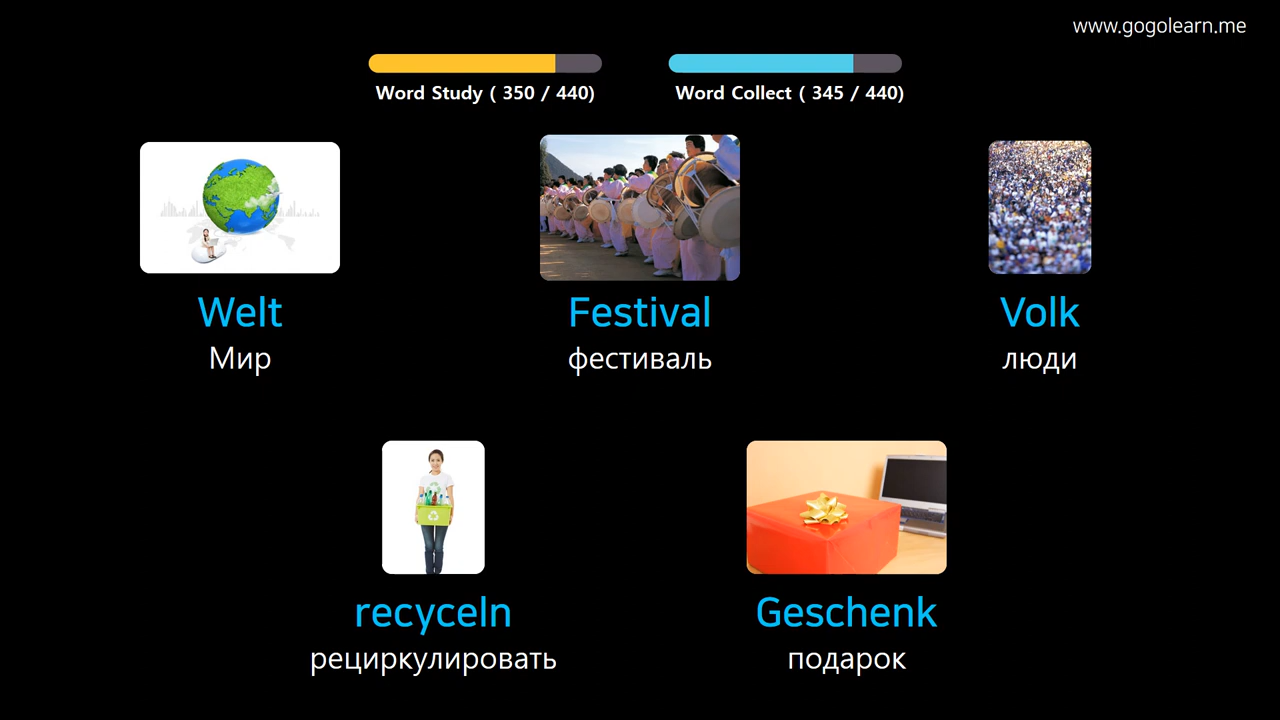 www.gogolearn.me
Word Study ( 350 / 440)
Word Collect ( 345 / 440)
Welt
Мир
Festival
фестиваль
Volk
люди
recyceln
рециркулировать
Geschenk
подарок